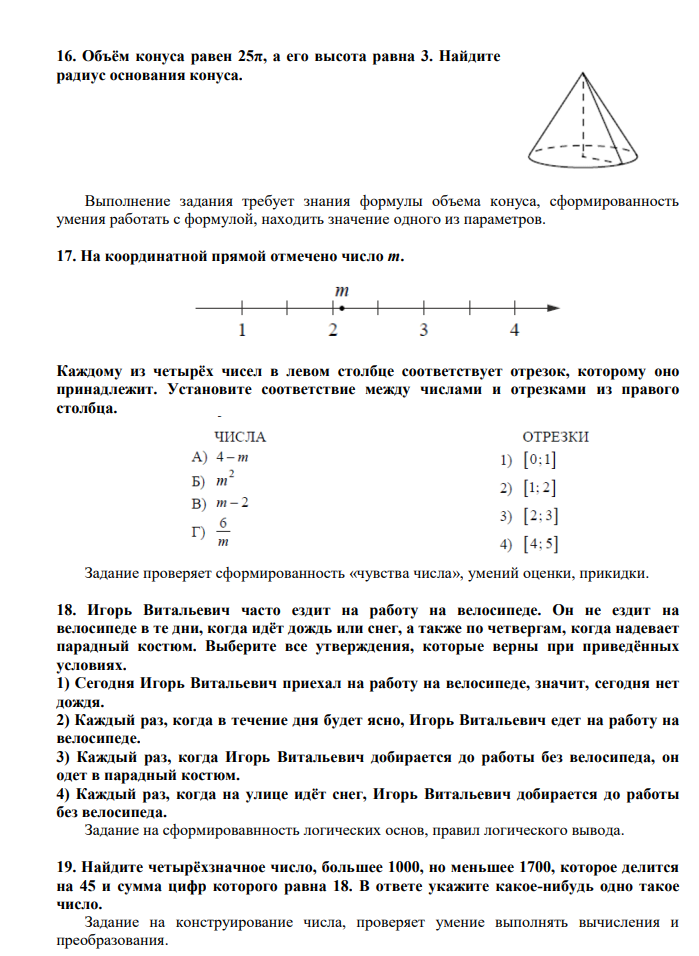 16. Объём конуса равен 25π, а его высота равна 3. Найдите
радиус основания конуса.
Выполнение задания требует знания формулы объема конуса, сформированность
умения работать с формулой, находить значение одного из параметров.
17. На координатной прямой отмечено число m.
m
1 2 3 4
Каждому из четырёх чисел в левом столбце соответствует отрезок, которому оно
принадлежит. Установите соответствие между числами и отрезками из правого
столбца.
ЧИСЛА ОТРЕЗКИ
А) 4 – m 1) [0; 1]
Б) m² 2) [1; 2]
В) m – 2 3) [2; 3]
Г) 6/m 4) [4; 5]
Задание проверяет сформированность «чувства числа», умений оценки, прикидки.
18. Игорь Витальевич часто ездит на работу на велосипеде. Он не ездит на
велосипеде в те дни, когда идёт дождь или снег, а также по четвергам, когда надевает
парадный костюм. Выберите все утверждения, которые верны при приведённых
условиях.
1) Сегодня Игорь Витальевич приехал на работу на велосипеде, значит, сегодня нет
дождя.
2) Каждый раз, когда в течение дня будет ясно, Игорь Витальевич едет на работу на
велосипеде.
3) Каждый раз, когда Игорь Витальевич добирается до работы без велосипеда, он
одет в парадный костюм.
4) Каждый раз, когда на улице идёт снег, Игорь Витальевич добирается до работы
без велосипеда.
Задание на сформировавнность логических основ, правил логического вывода.
19. Найдите четырёхзначное число, большее 1000, но меньшее 1700, которое делится
на 45 и сумма цифр которого равна 18. В ответе укажите какое-нибудь одно такое
число.
Задание на конструирование числа, проверяет умение выполнять вычисления и
преобразования.